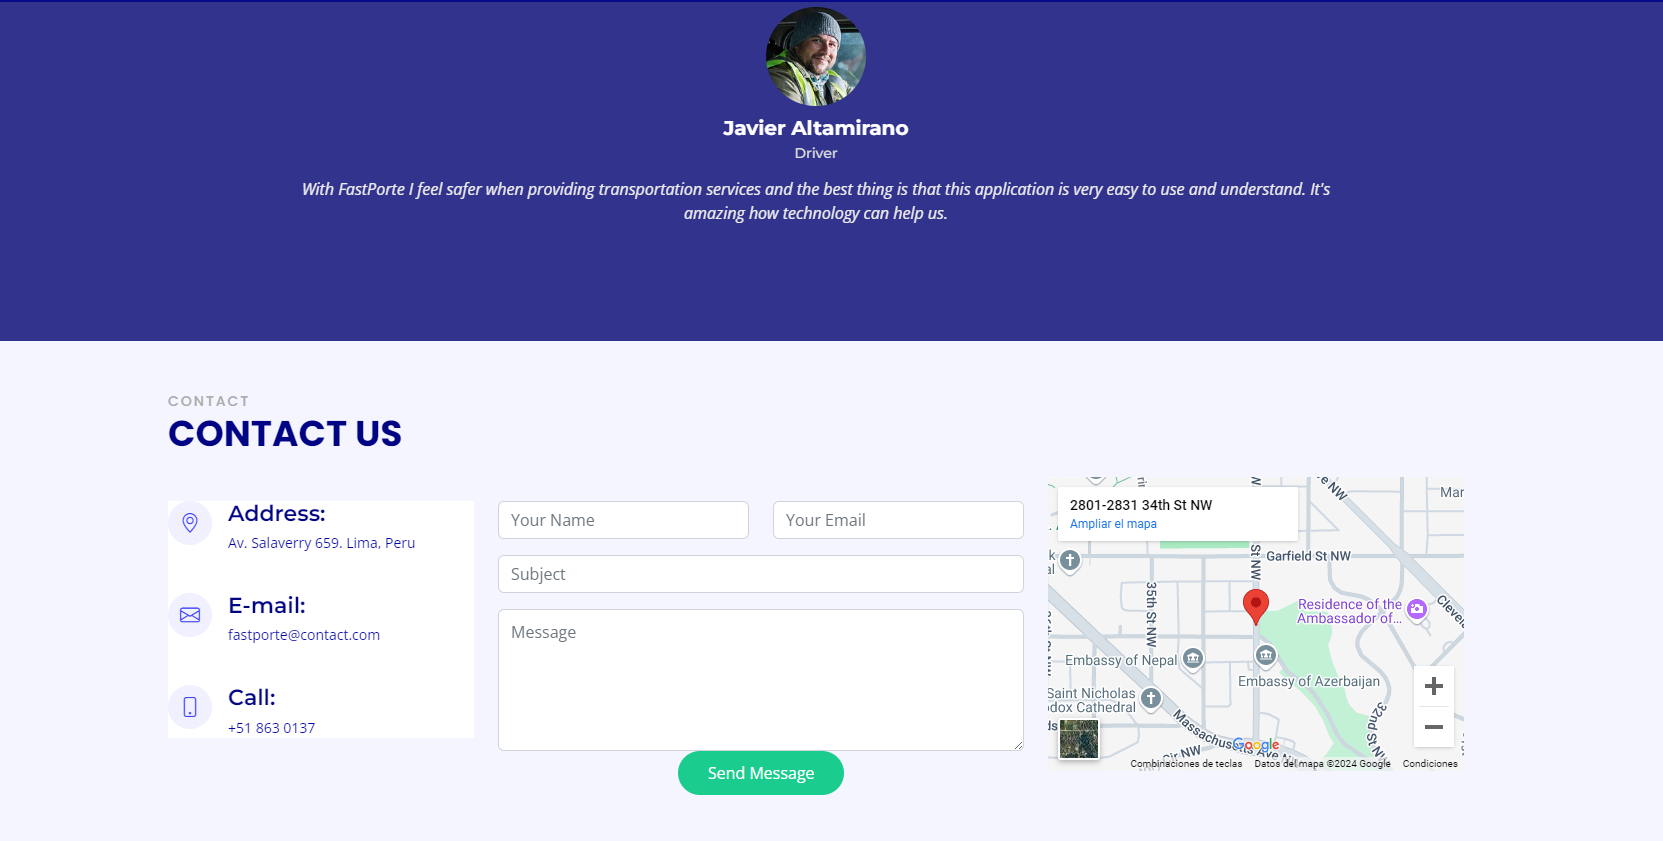 Javier Altamirano
Driver
With FastPorte I feel safer when providing transportation services and the best thing is that this application is very easy to use and understand. It's
amazing how technology can help us.
CONTACT
CONTACT US
Address:
Av. Salaverry 659. Lima, Peru
E-mail:
fastporte@contact.com
Call:
+51 863 0137
Your Name
Your Email
Subject
Message
Send Message
2801-2831 34th St NW
Ampliar el mapa
Garfield St NW
St NW
35th St NW
Residence of the
Ambassador of...
Embassy of Nepal
Embassy of Azerbaijan
Saint Nicholas
dox Cathedral
32nd St N
Massachusetts Ave N
Cir NW
Google
Combinaciones de teclas
Datos del mapa ©2024 Google
Condiciones